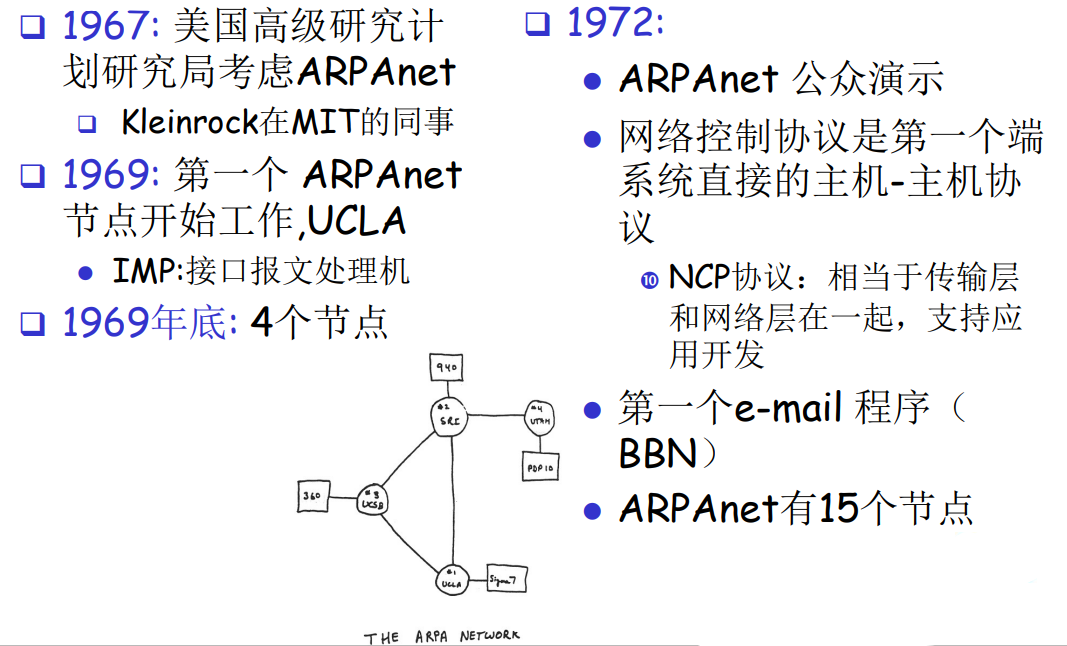 1967: 美国高级研究计
划研究局考虑ARPAnet
Kleinrock在MIT的同事
1969: 第一个 ARPAnet
节点开始工作,UCLA
IMP:接口报文处理机
1969年底: 4个节点
940
#2
SRI
#4
UTAH
PDP 10
360
#3
UCSB
#1
UCLA
Sigma 7
THE ARPA NETWORK
1972:
ARPAnet 公众演示
网络控制协议是第一个端
系统直接的主机-主机协
议
⑩ NCP协议：相当于传输层
和网络层在一起，支持应
用开发
第一个e-mail 程序（
BBN）
ARPAnet有15个节点